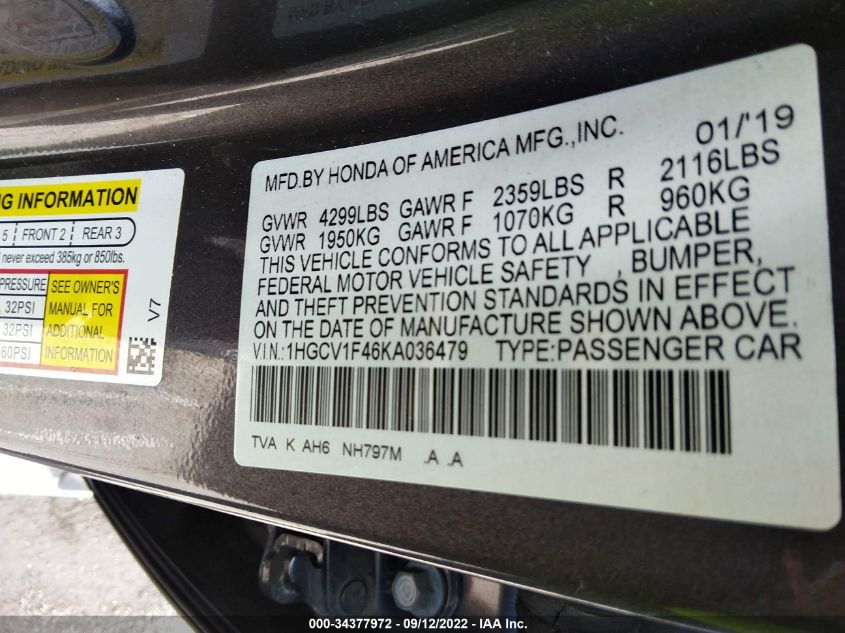 MFD.BY HONDA OF AMERICA MFG.,INC. 01/'19
GVWR 4299LBS GAWR F 2359LBS R 2116LBS
GVWR 1950KG GAWR F 1070KG R 960KG
THIS VEHICLE CONFORMS TO ALL APPLICABLE
FEDERAL MOTOR VEHICLE SAFETY , BUMPER,
AND THEFT PREVENTION STANDARDS IN EFFECT
ON THE DATE OF MANUFACTURE SHOWN ABOVE.
V.I.N.:1HGCV1F46KA036479 TYPE:PASSENGER CAR
TVA K AH6 NH797M .A .A
INFORMATION
5 FRONT 2 REAR 3
never exceed 385kg or 850lbs.
PRESSURE SEE OWNER'S
32PSI MANUAL FOR
32PSI ADDITIONAL
60PSI INFORMATION
V7
000-34377972 - 09/12/2022 - IAA Inc.